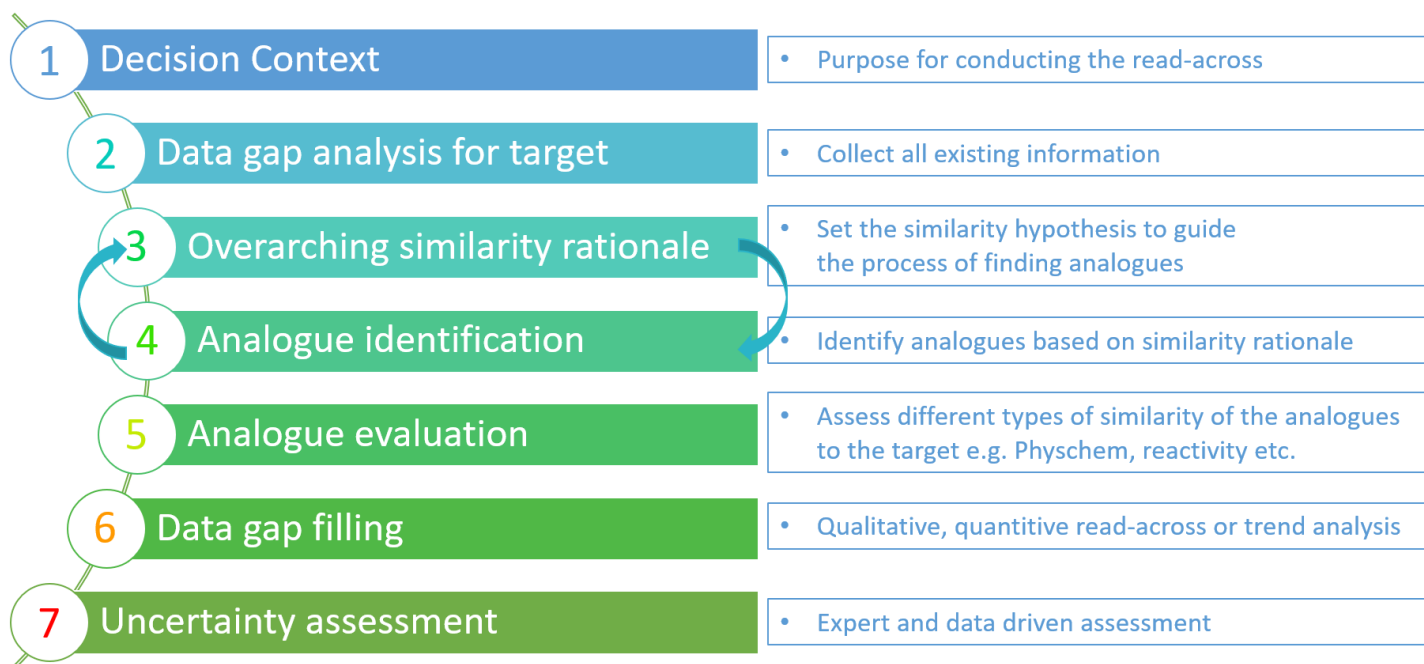 1 Decision Context
• Purpose for conducting the read-across
2 Data gap analysis for target
• Collect all existing information
3 Overarching similarity rationale
• Set the similarity hypothesis to guide
the process of finding analogues
4 Analogue identification
• Identify analogues based on similarity rationale
5 Analogue evaluation
• Assess different types of similarity of the analogues
to the target e.g. Physchem, reactivity etc.
6 Data gap filling
• Qualitative, quantitive read-across or trend analysis
7 Uncertainty assessment
• Expert and data driven assessment